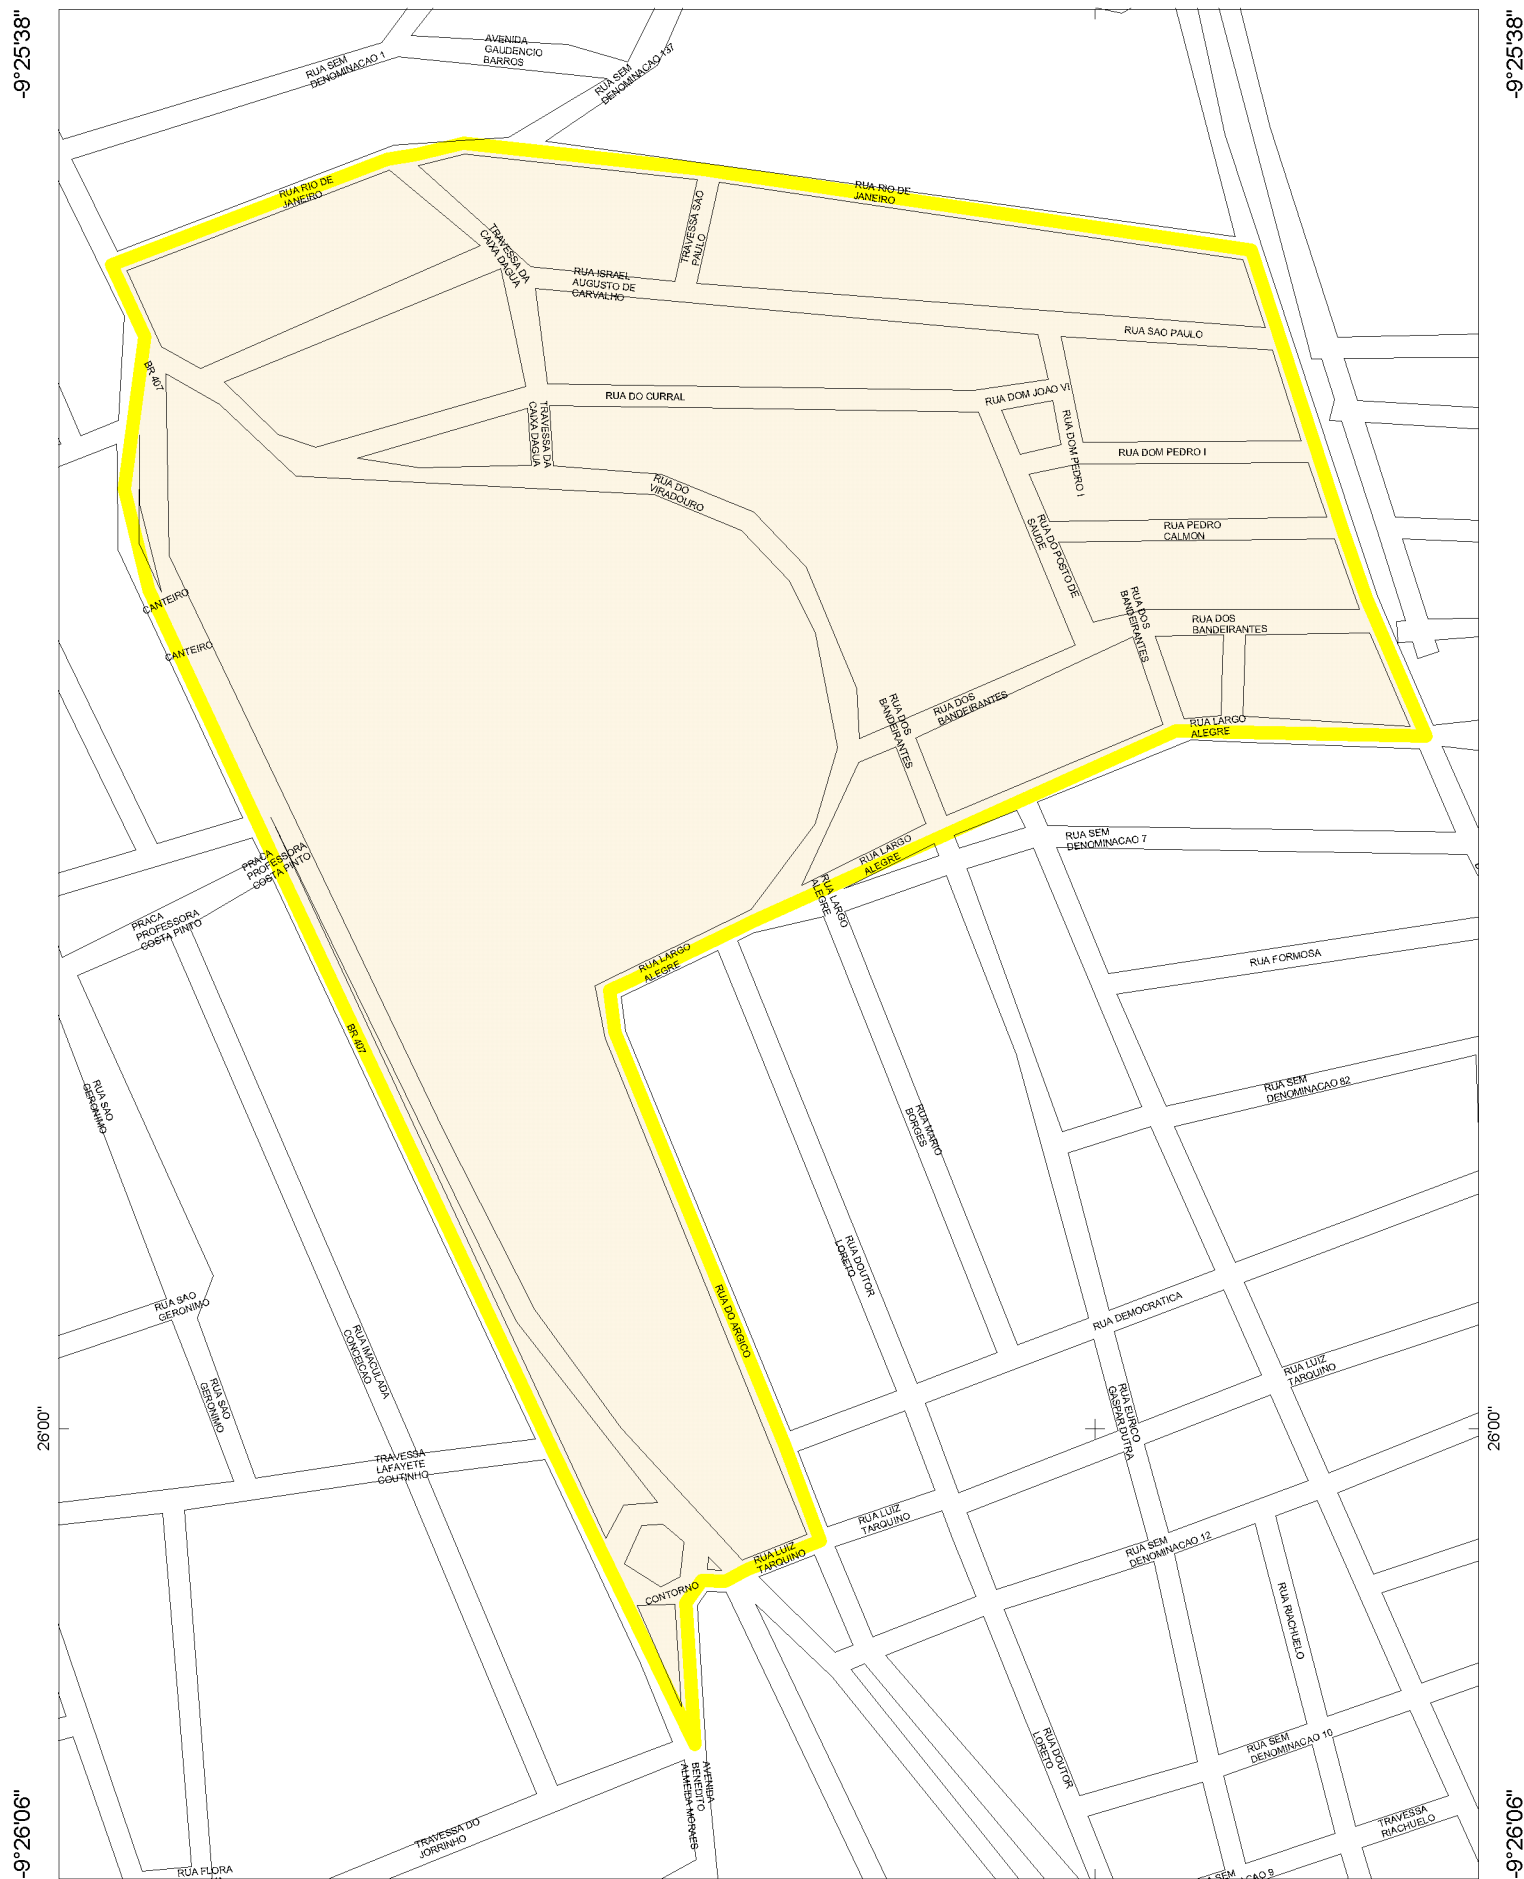 -9°25'38"
-9°25'38"
AVENIDA
GAUDENCIO
BARROS
RUA SEM
DENOMINACAO 1
RUA SEM
DENOMINACAO 137
RUA RIO DE
JANEIRO
RUA RIO DE
JANEIRO
TRAVESSA SAO
PAULO
TRAVESSA DA
CAIXA DAGUA
RUA ISRAEL
AUGUSTO DE
CARVALHO
RUA SAO PAULO
BR 407
RUA DO CURRAL
RUA DOM JOAO VI
TRAVESSA DA
CAIXA DAGUA
RUA DOM PEDRO I
RUA DOM PEDRO I
RUA DO
VIRADOURO
RUA PEDRO
CALMON
RUA DO POSTO DE
SAUDE
CANTEIRO
RUA DOS
BANDEIRANTES
RUA DOS
BANDEIRANTES
CANTEIRO
RUA DOS
BANDEIRANTES
RUA DOS
BANDEIRANTES
RUA LARGO
ALEGRE
RUA SEM
DENOMINACAO 7
RUA LARGO
ALEGRE
PRACA
PROFESSORA
COSTA PINTO
RUA LARGO
ALEGRE
PRACA
PROFESSORA
COSTA PINTO
RUA LARGO
ALEGRE
RUA FORMOSA
BR 407
RUA SAO
GERONIMO
RUA SEM
DENOMINACAO 82
RUA MARIO
BORGES
RUA DOUTOR
LORETO
RUA SAO
GERONIMO
RUA DO ARGICO
RUA DEMOCRATICA
RUA IMACULADA
CONCEICAO
RUA LUIZ
TARQUINO
RUA SAO
GERONIMO
RUA EURICO
GASPAR DUTRA
26'00"
26'00"
TRAVESSA
LAFAYETE
COUTINHO
RUA LUIZ
TARQUINO
RUA SEM
DENOMINACAO 12
RUA LUIZ
TARQUINO
CONTORNO
RUA RIACHUELO
RUA DOUTOR
LORETO
RUA SEM
DENOMINACAO 10
AVENIDA
BENEDITO
ALMEIDA MORAES
TRAVESSA DO
JORRINHO
TRAVESSA
RIACHUELO
RUA FLORA
-9°26'06"
-9°26'06"